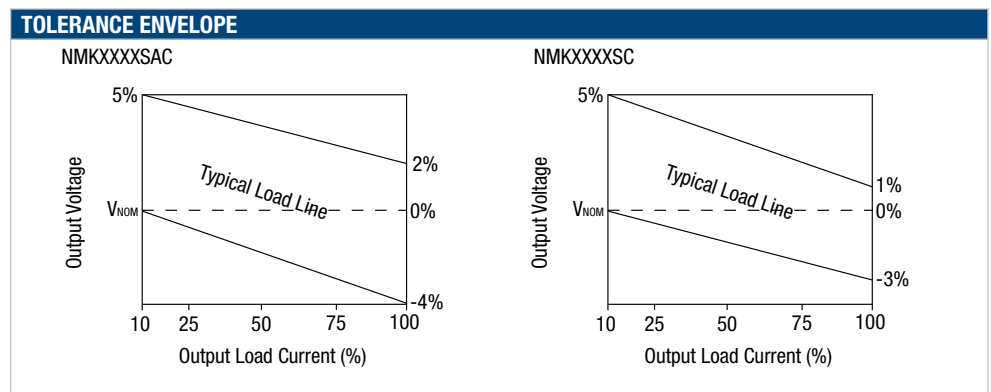 TOLERANCE ENVELOPE
NMKXXXXSAC
5%
2%
Typical Load Line
VNOM
0%
-4%
Output Voltage
10 25 50 75 100
Output Load Current (%)
NMKXXXXSC
5%
1%
Typical Load Line
VNOM
0%
-3%
Output Voltage
10 25 50 75 100
Output Load Current (%)